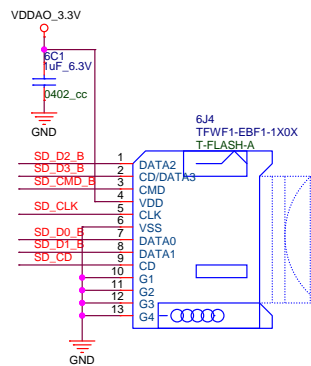 VDDAO_3.3V
6C1
1uF_6.3V
0402_cc
GND
6J4
TFWF1-EBF1-1X0X
T-FLASH-A
SD_D2_B 1 DATA2
SD_D3_B 2 CD/DATA3
SD_CMD_B 3 CMD
4 VDD
SD_CLK 5 CLK
6 VSS
SD_D0_B 7 DATA0
SD_D1_B 8 DATA1
SD_CD 9 CD
10 G1
11 G2
12 G3
13 G4
GND